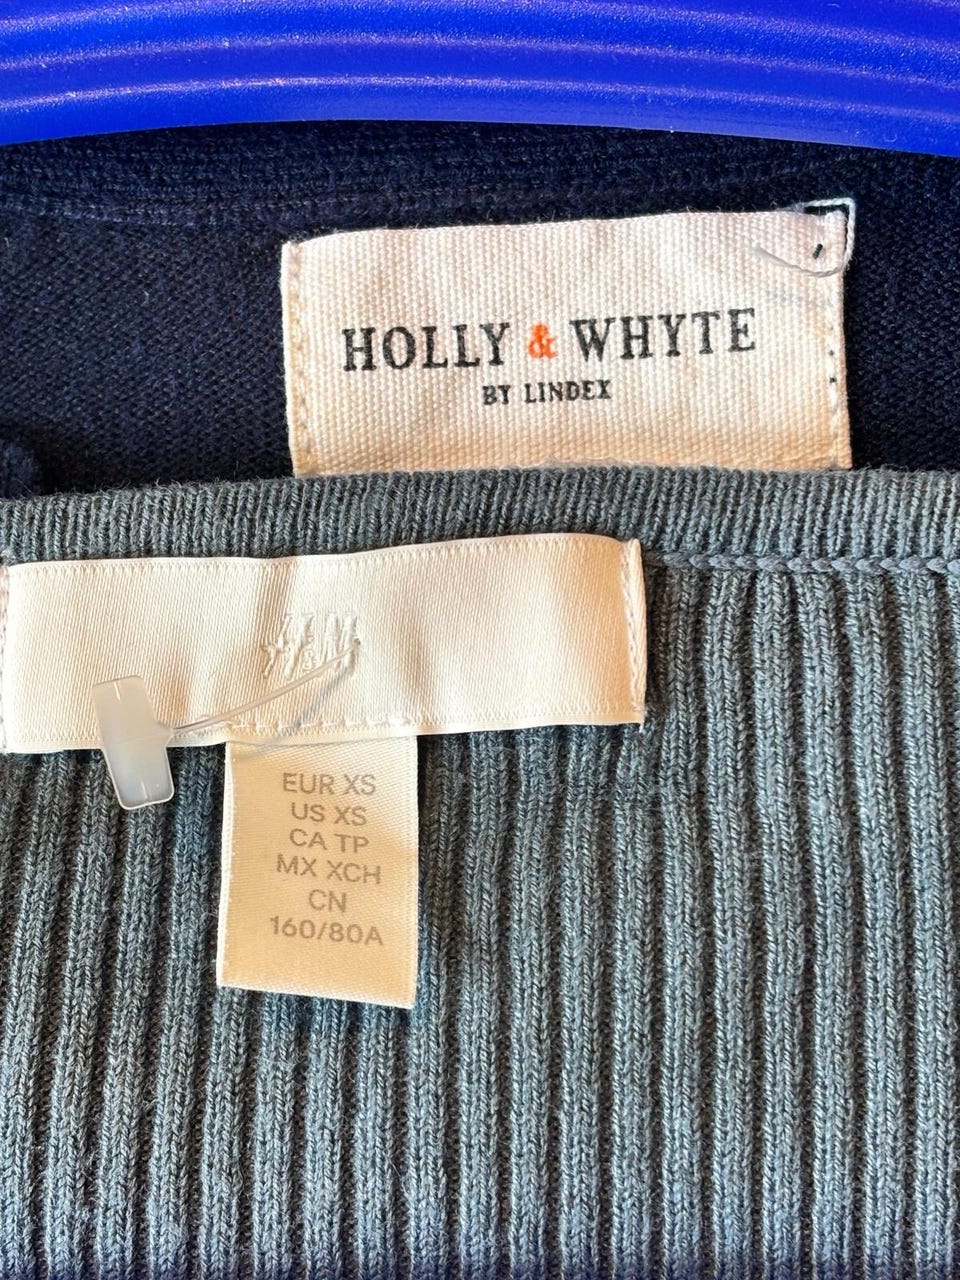 HOLLY & WHYTE
BY LINDEX
H&M
EUR XS
US XS
CA TP
MX XCH
CN
160/80A